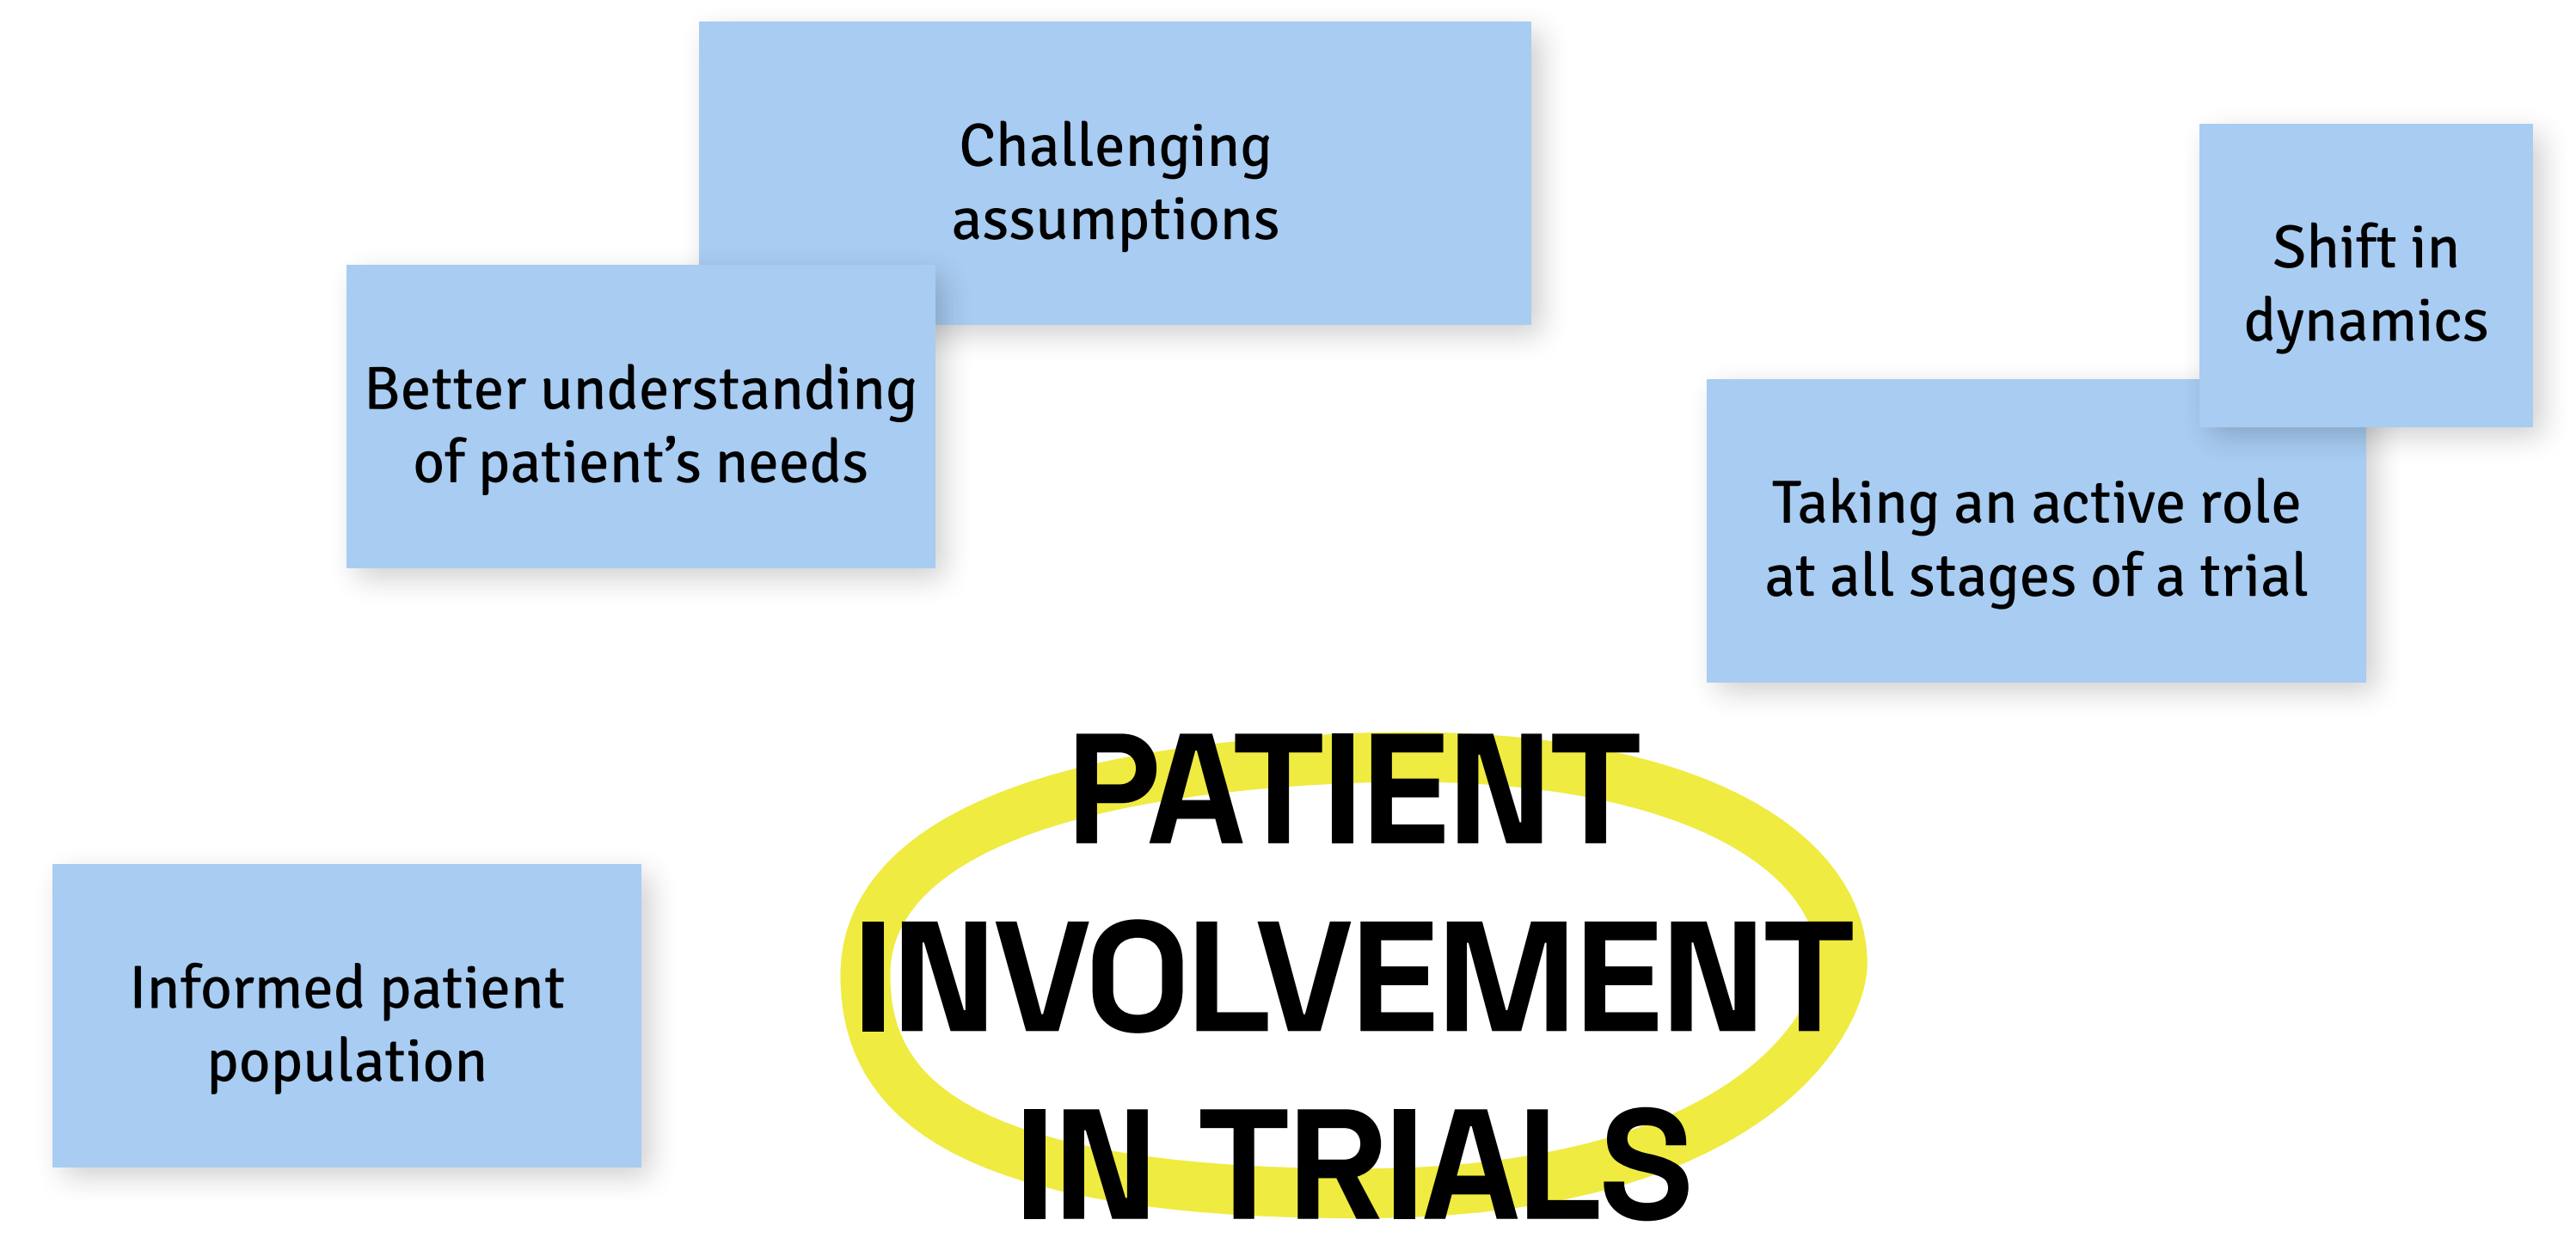 Challenging
assumptions
Shift in
dynamics
Better understanding
of patient’s needs
Taking an active role
at all stages of a trial
PATIENT
INVOLVEMENT
IN TRIALS
Informed patient
population